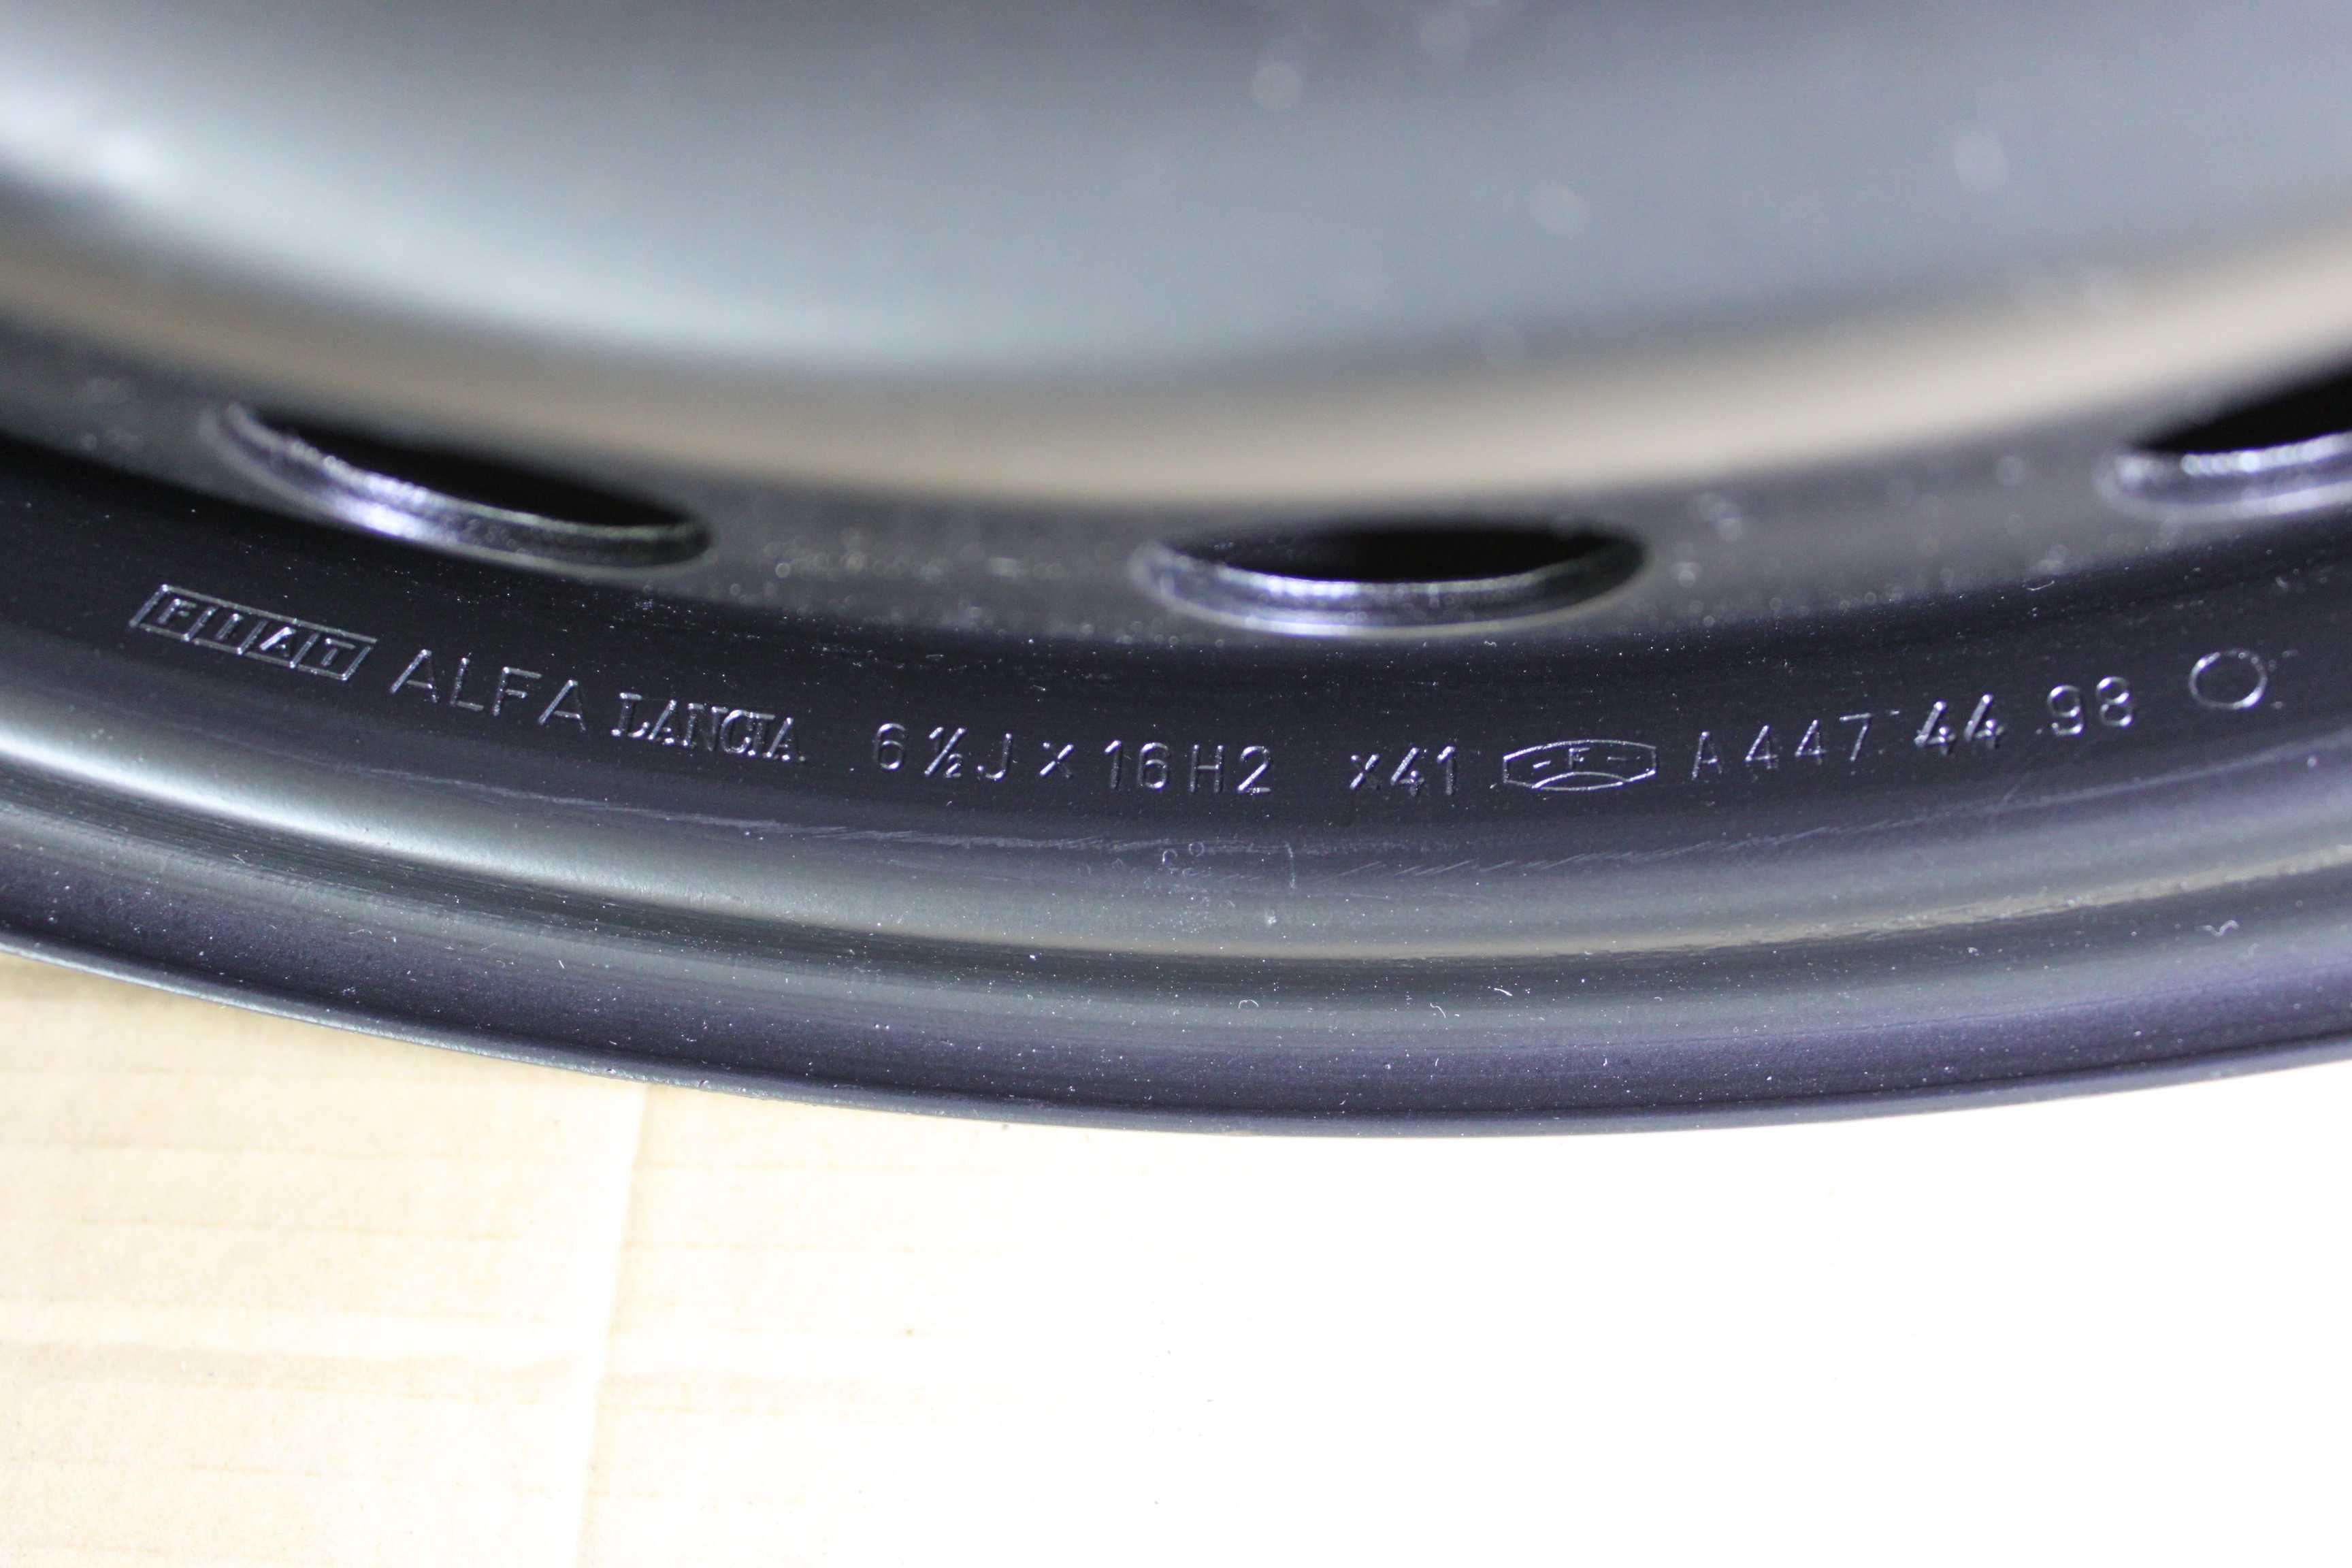 FIAT ALFA LANCIA 6½J×16H2 ×41 -F- A447 44 98